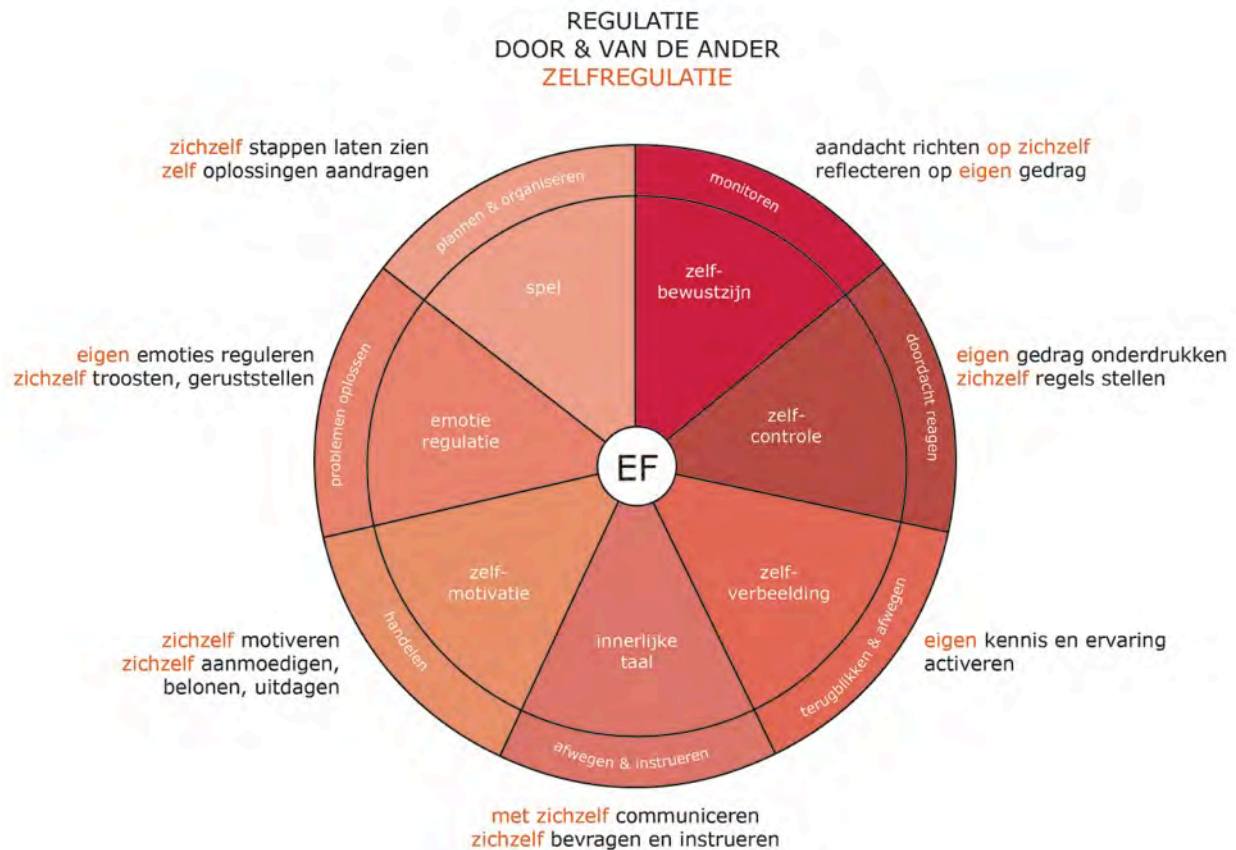 REGULATIE
DOOR & VAN DE ANDER
ZELFREGULATIE
zichzelf stappen laten zien
zelf oplossingen aandragen
aandacht richten op zichzelf
reflecteren op eigen gedrag
plannen & organiseren
monitoren
spel
zelf-
bewustzijn
eigen emoties reguleren
zichzelf troosten, geruststellen
problemen oplossen
emotie
regulatie
zelf-
controle
doordacht reagen
eigen gedrag onderdrukken
zichzelf regels stellen
EF
zelf-
motivatie
innerlijke
taal
zelf-
verbeelding
handelen
afwegen & instrueren
terugblikken & afwegen
zichzelf motiveren
zichzelf aanmoedigen,
belonen, uitdagen
eigen kennis en ervaring
activeren
met zichzelf communiceren
zichzelf bevragen en instrueren